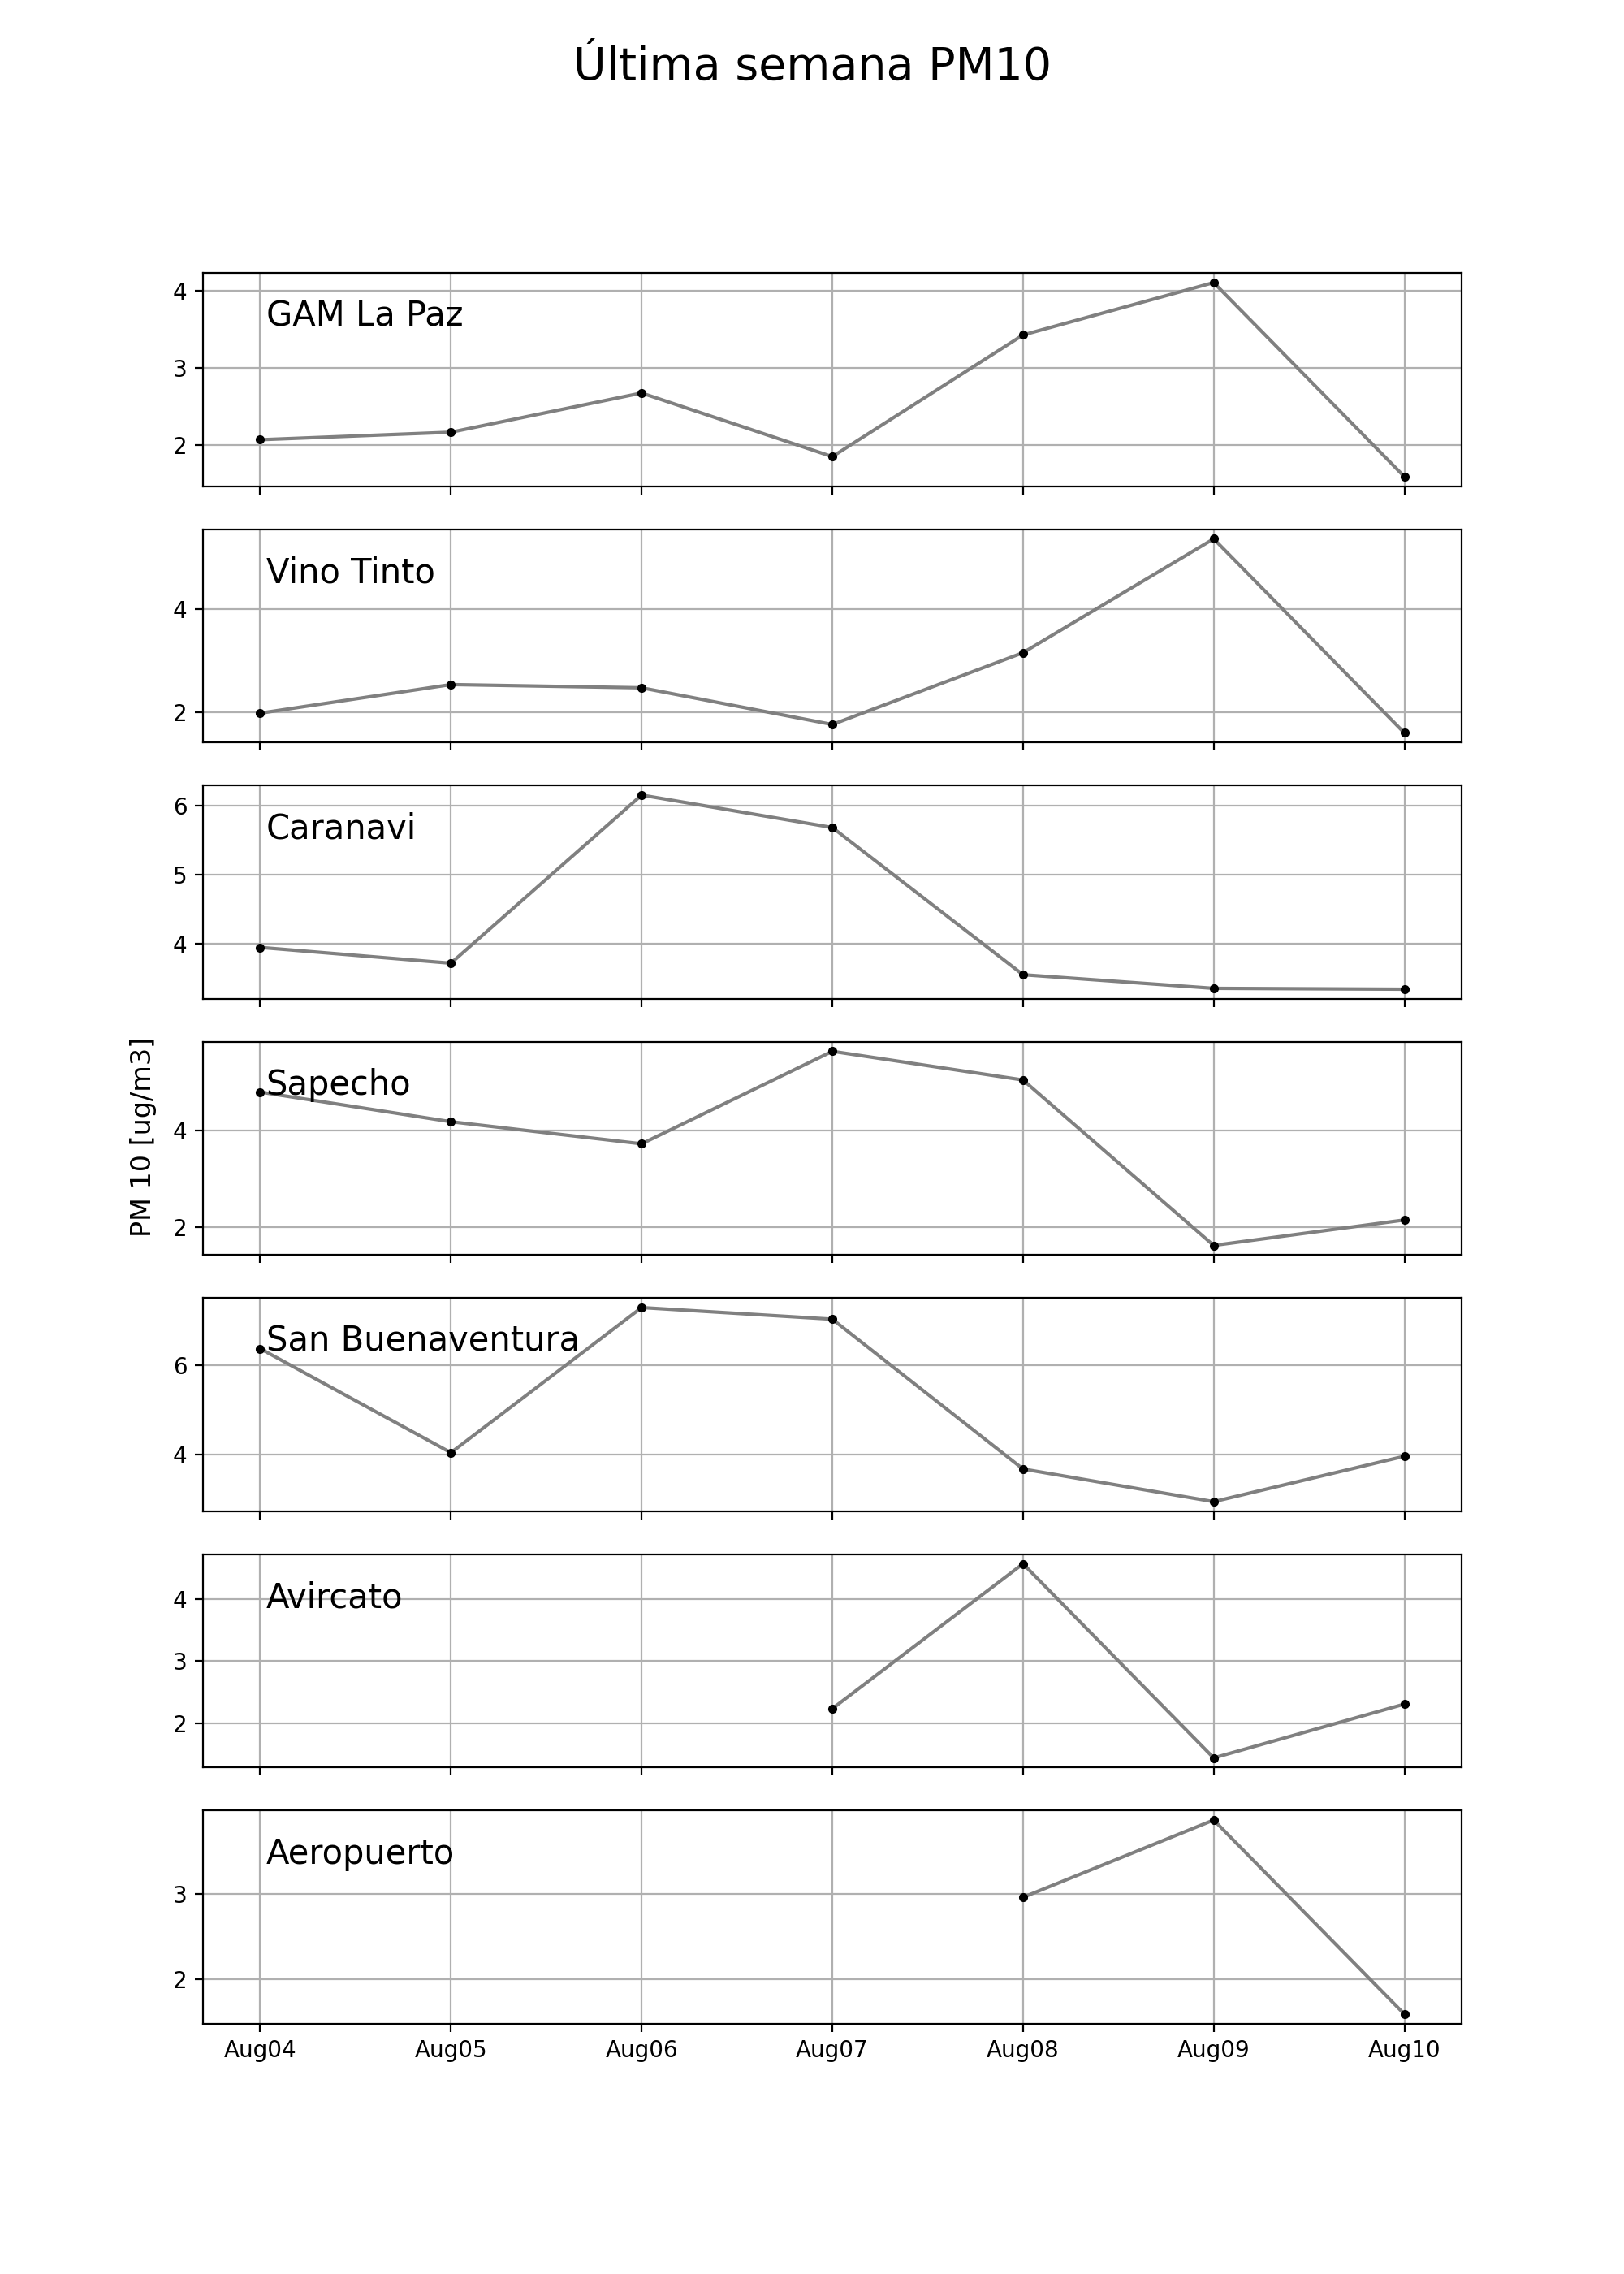 Última semana PM10
4
GAM La Paz
3
2
Vino Tinto
4
2
6
Caranavi
5
4
PM 10 [ug/m3]
Sapecho
4
2
San Buenaventura
6
4
Avircato
4
3
2
Aeropuerto
3
2
Aug04 Aug05 Aug06 Aug07 Aug08 Aug09 Aug10